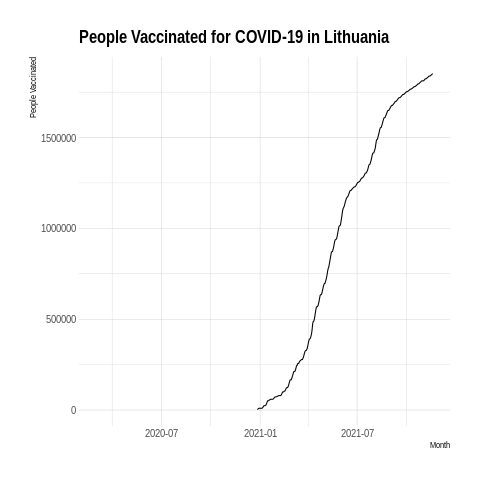 People Vaccinated for COVID-19 in Lithuania
People Vaccinated
1500000
1000000
500000
0
2020-07 2021-01 2021-07
Month